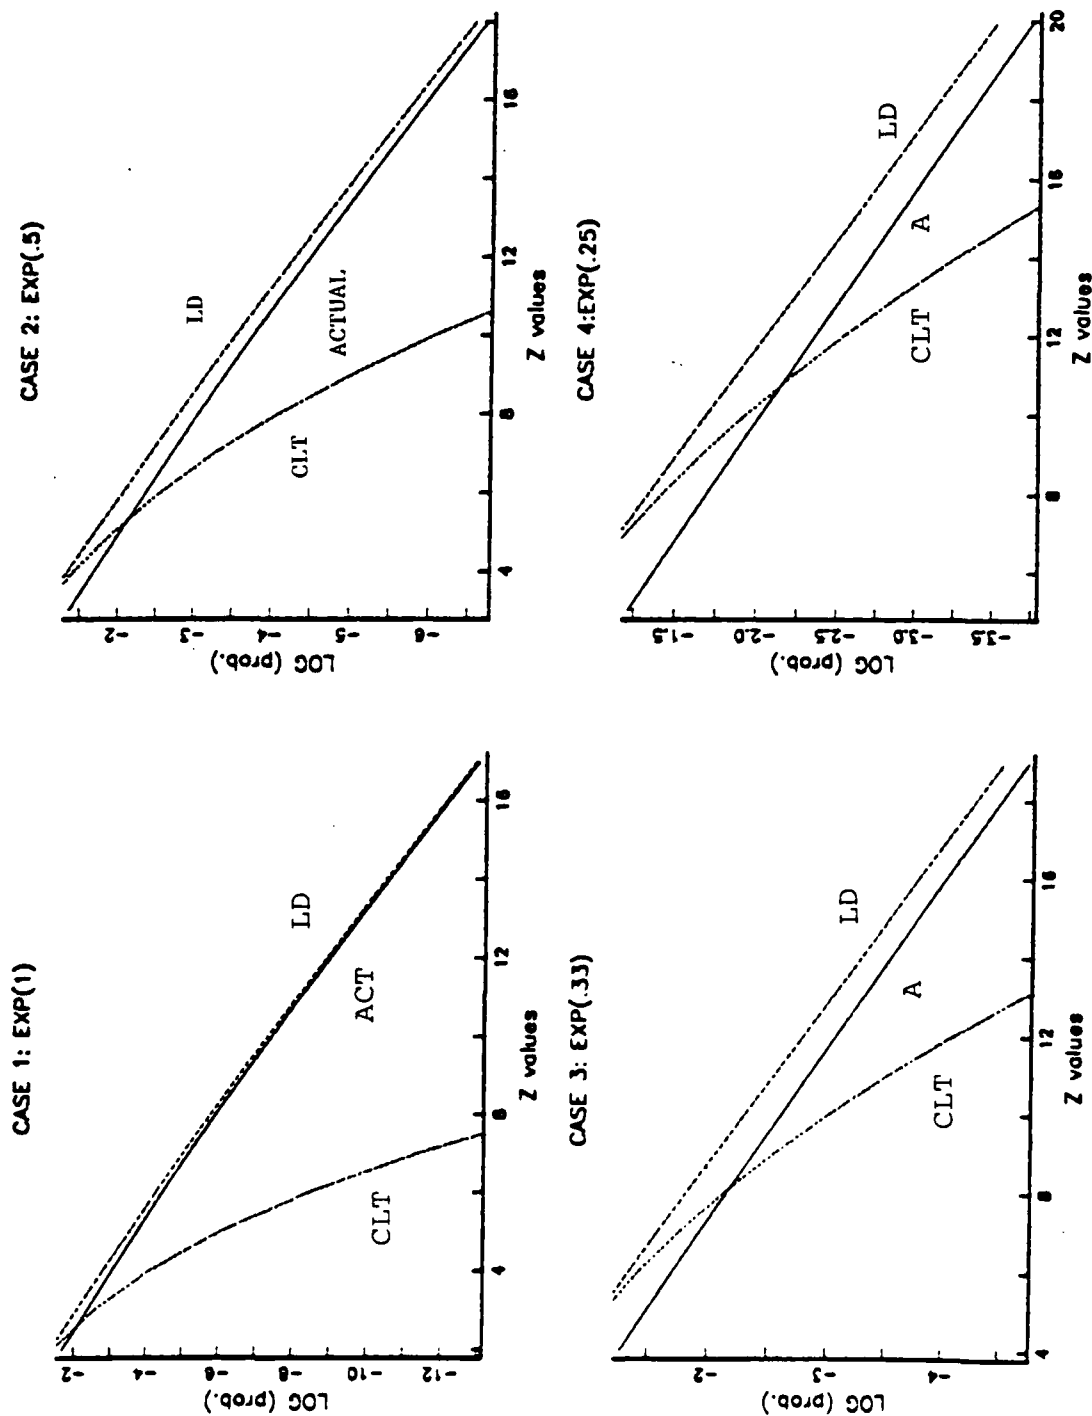 CASE 1: EXP(1)
LOG (prob.)
-2
-4
-6
-8
-10
-12
LD
ACT
CLT
4
8
12
16
Z values
CASE 2: EXP(.5)
LOG (prob.)
-2
-3
-4
-5
-6
LD
ACTUAL
CLT
4
8
12
16
Z values
CASE 3: EXP(.33)
LOG (prob.)
-2
-3
-4
LD
A
CLT
4
8
12
16
Z values
CASE 4:EXP(.25)
LOG (prob.)
-1.5
-2.0
-2.5
-3.0
-3.5
LD
A
CLT
8
12
16
20
Z values